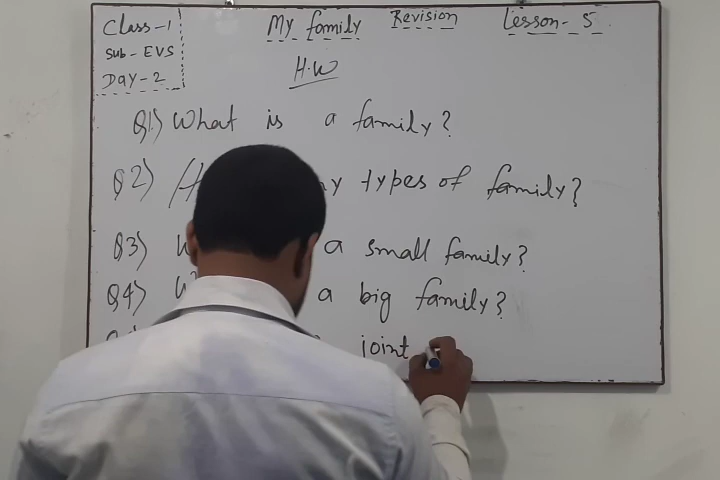 Class-1 My family Revision Lesson-5
Sub-EVS
Day-2 H.W
Q1) What is a family?
Q2) types of family?
Q3) a small family?
Q4) a big family?
joint